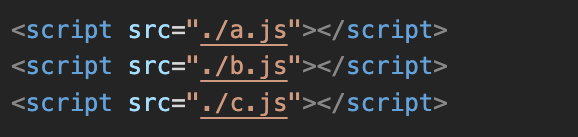 <script src="./a.js"></script>
<script src="./b.js"></script>
<script src="./c.js"></script>